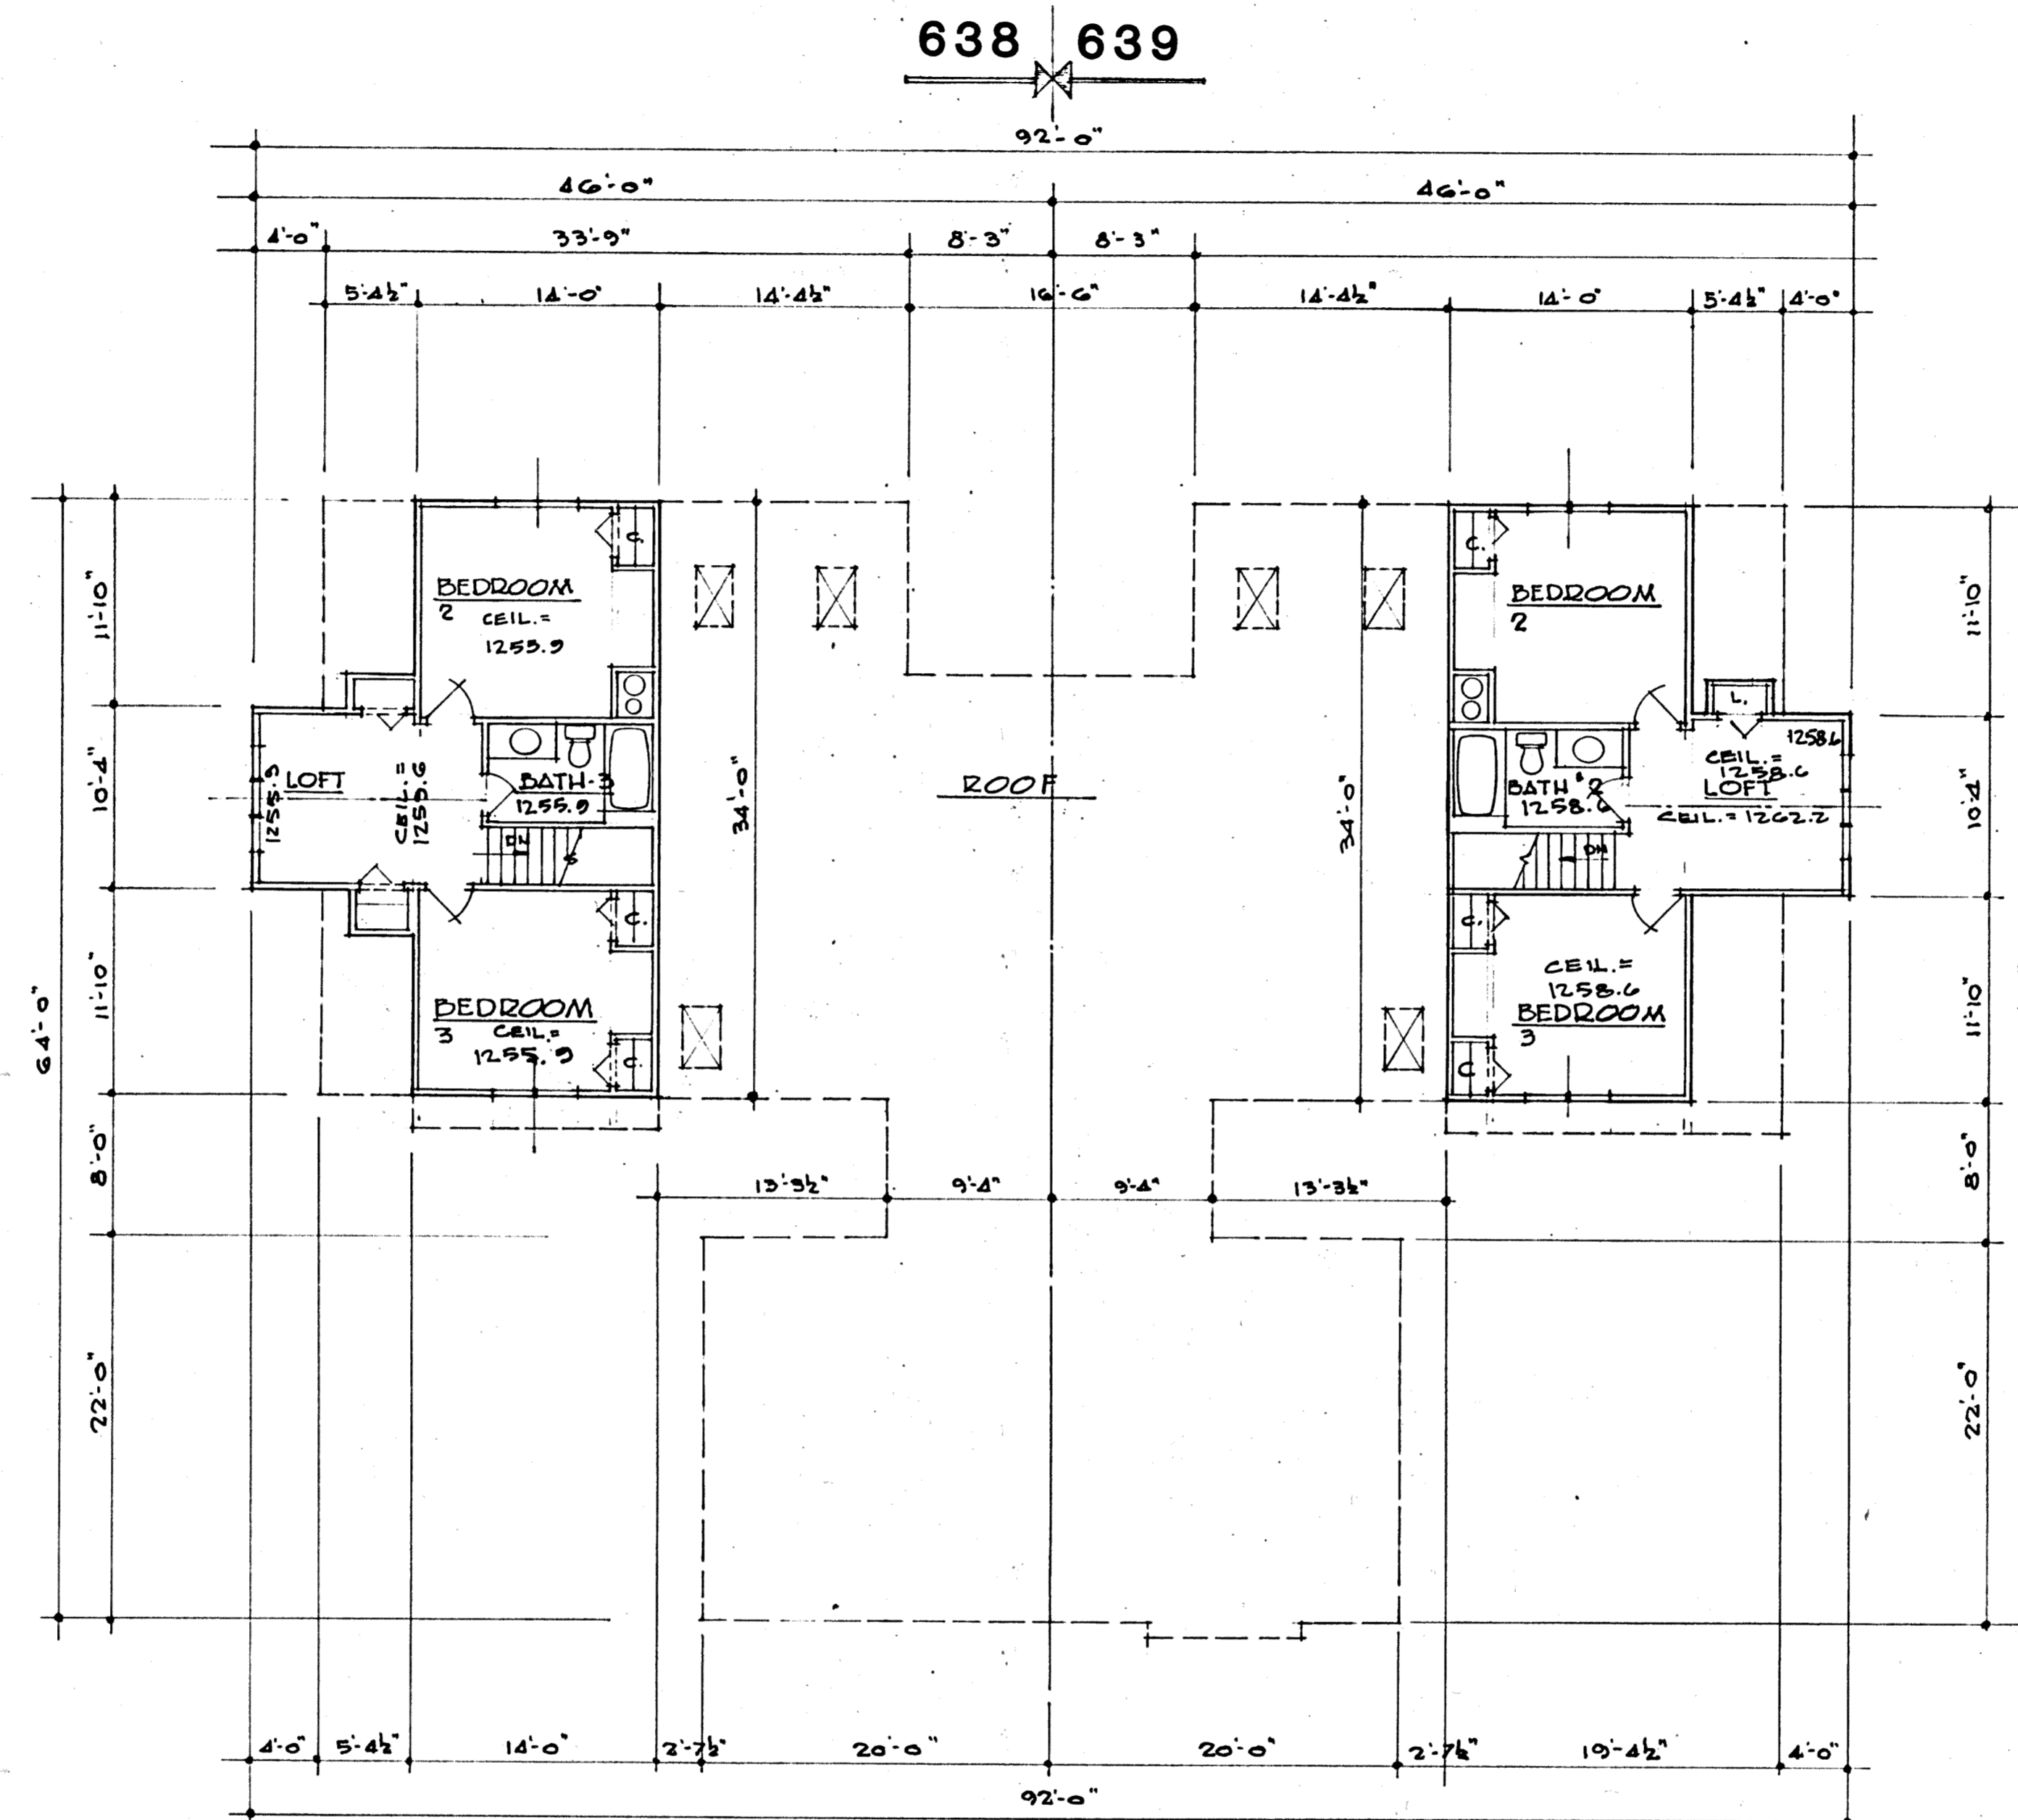 638 639
92'-0"
46'-0" 46'-0"
4'-0" 33'-9" 8'-3" 8'-3"
5'-4½" 14'-0" 14'-4½" 16'-6" 14'-4½" 14'-0" 5'-4½" 4'-0"
11'-10"
10'-4"
11'-10"
8'-0"
22'-0"
64'-0"
C.
BEDROOM
2 CEIL.=
1255.9
LOFT
1255.9
CEIL.=
1255.6
BATH-3
1255.9
DN
C.
BEDROOM
3 CEIL.=
1255.9
C.
34'-0"
ROOF
34'-0"
C.
BEDROOM
2
L.
1258.6
CEIL.=
1258.6
LOFT
CEIL.=1262.2
BATH #2
1258.6
DN
C.
CEIL.=
1258.6
BEDROOM
3
C
11'-10"
10'-4"
11'-10"
8'-0"
22'-0"
13'-3½" 9'-4" 9'-4" 13'-3½"
4'-0" 5'-4½" 14'-0" 2'-7½" 20'-0" 20'-0" 2'-7½" 19'-4½" 4'-0"
92'-0"